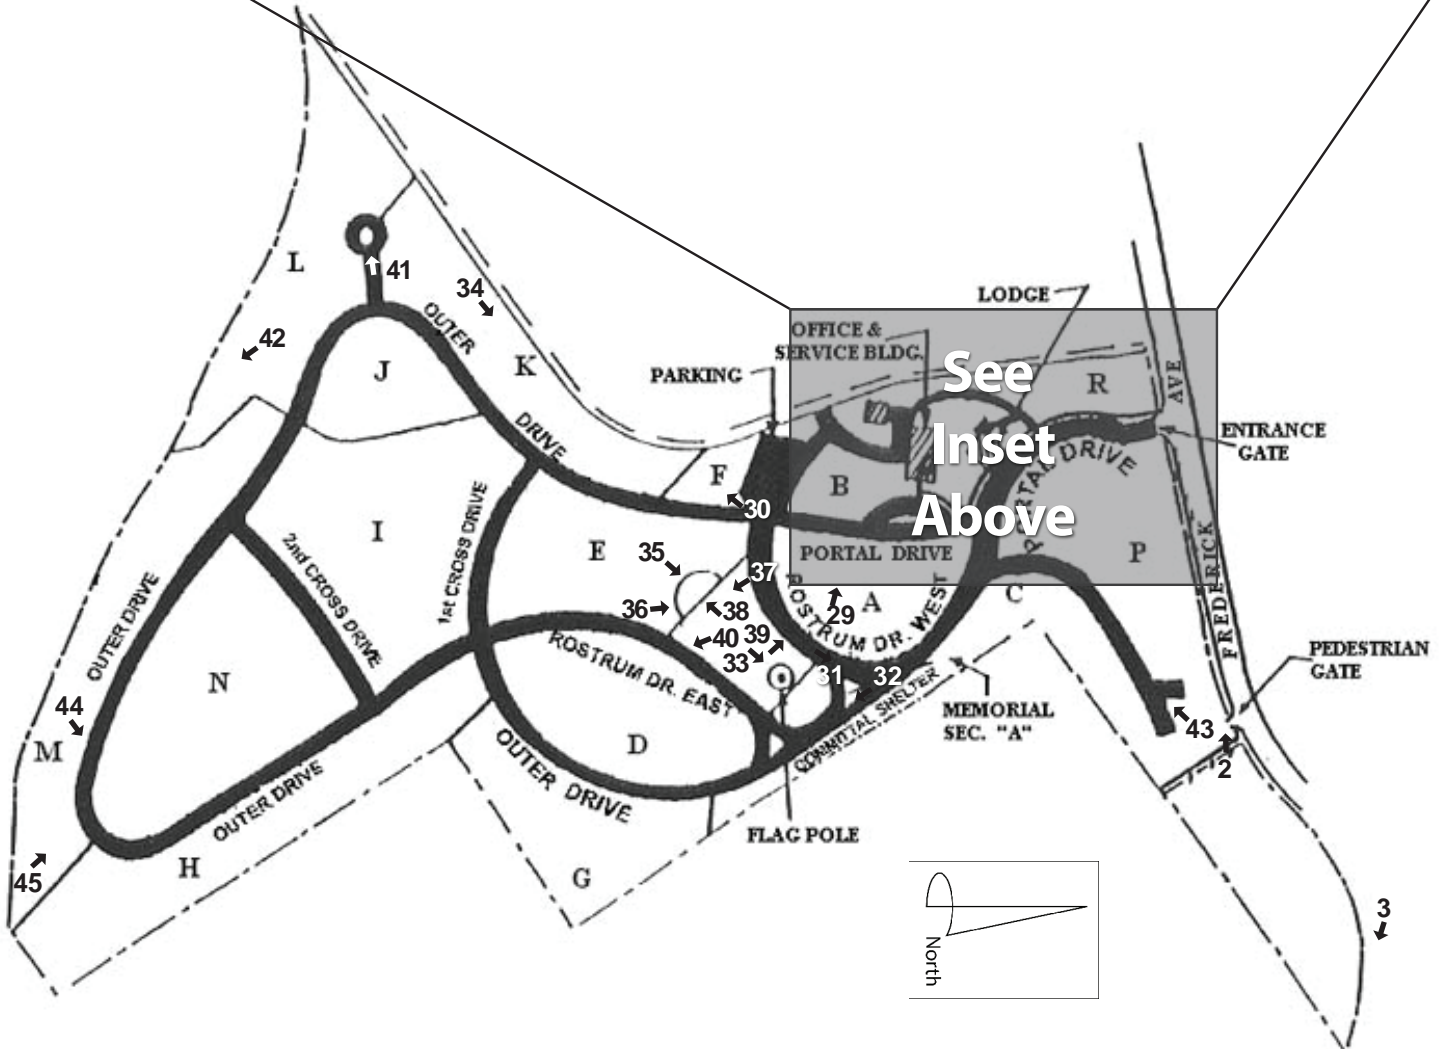 L
41
34
42
OUTER
J
K
LODGE
OFFICE &
SERVICE BLDG.
PARKING
See
Inset
Above
R
AVE
ENTRANCE
GATE
DRIVE
F
B
PORTAL DRIVE
30
I
1st CROSS DRIVE
2nd CROSS DRIVE
E
35
PORTAL DRIVE
P
FREDERICK
37
36
38
29
A
C
ROSTRUM DR. WEST
40
39
33
OUTER DRIVE
ROSTRUM DR. EAST
31
32
COMMITTAL SHELTER
PEDESTRIAN
GATE
N
MEMORIAL
SEC. "A"
44
M
D
43
2
OUTER DRIVE
OUTER DRIVE
FLAG POLE
H
G
45
3
North